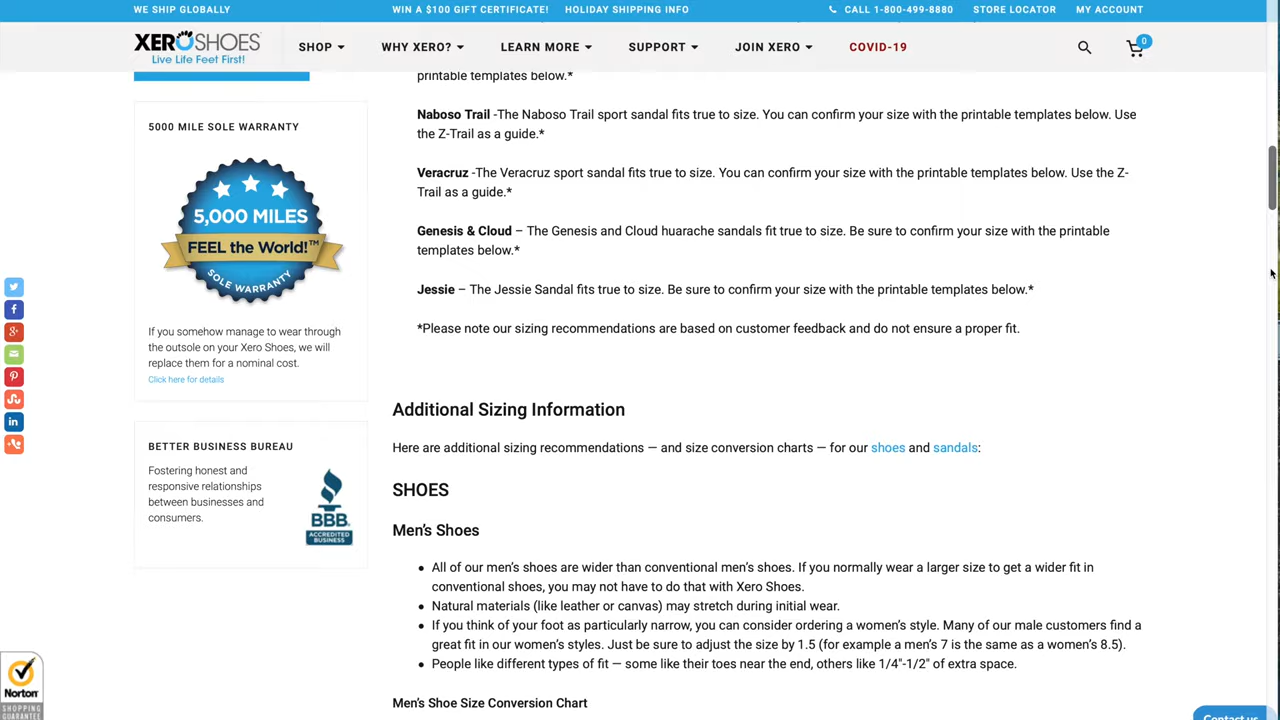 WE SHIP GLOBALLY
WIN A $100 GIFT CERTIFICATE!
HOLIDAY SHIPPING INFO
CALL 1-800-499-8880
STORE LOCATOR
MY ACCOUNT
XEROSHOES
Live Life Feet First!
SHOP
WHY XERO?
LEARN MORE
SUPPORT
JOIN XERO
COVID-19
0
printable templates below.*
Naboso Trail -The Naboso Trail sport sandal fits true to size. You can confirm your size with the printable templates below. Use
the Z-Trail as a guide.*
Veracruz -The Veracruz sport sandal fits true to size. You can confirm your size with the printable templates below. Use the Z-
Trail as a guide.*
Genesis & Cloud – The Genesis and Cloud huarache sandals fit true to size. Be sure to confirm your size with the printable
templates below.*
Jessie – The Jessie Sandal fits true to size. Be sure to confirm your size with the printable templates below.*
*Please note our sizing recommendations are based on customer feedback and do not ensure a proper fit.
5000 MILE SOLE WARRANTY
5,000 MILES
FEEL the World!™
SOLE WARRANTY
If you somehow manage to wear through
the outsole on your Xero Shoes, we will
replace them for a nominal cost.
Click here for details
BETTER BUSINESS BUREAU
Fostering honest and
responsive relationships
between businesses and
consumers.
BBB
ACCREDITED
BUSINESS
Additional Sizing Information
Here are additional sizing recommendations — and size conversion charts — for our shoes and sandals:
SHOES
Men's Shoes
All of our men's shoes are wider than conventional men's shoes. If you normally wear a larger size to get a wider fit in
conventional shoes, you may not have to do that with Xero Shoes.
Natural materials (like leather or canvas) may stretch during initial wear.
If you think of your foot as particularly narrow, you can consider ordering a women's style. Many of our male customers find a
great fit in our women's styles. Just be sure to adjust the size by 1.5 (for example a men's 7 is the same as a women's 8.5).
People like different types of fit — some like their toes near the end, others like 1/4"-1/2" of extra space.
Men's Shoe Size Conversion Chart
Norton
SHOPPING
GUARANTEE
Contact us